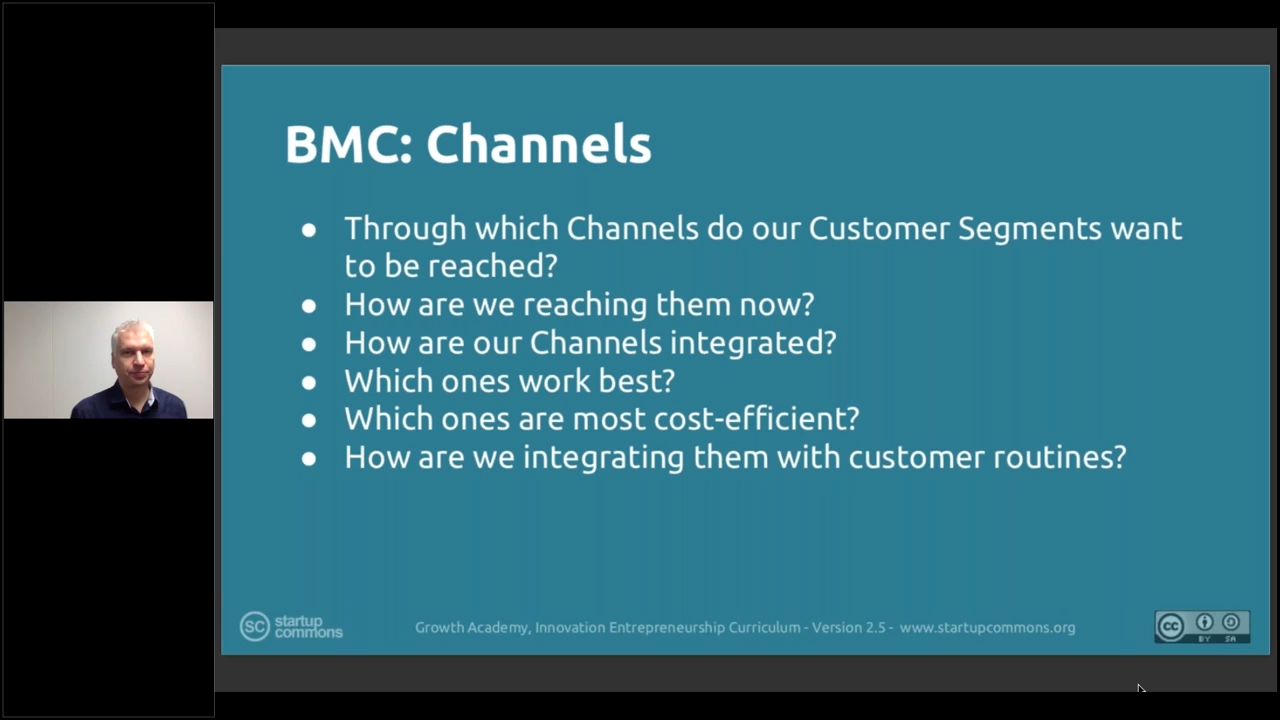 BMC: Channels
● Through which Channels do our Customer Segments want
to be reached?
● How are we reaching them now?
● How are our Channels integrated?
● Which ones work best?
● Which ones are most cost-efficient?
● How are we integrating them with customer routines?
SC startup
commons
Growth Academy, Innovation Entrepreneurship Curriculum - Version 2.5 - www.startupcommons.org
cc
BY SA